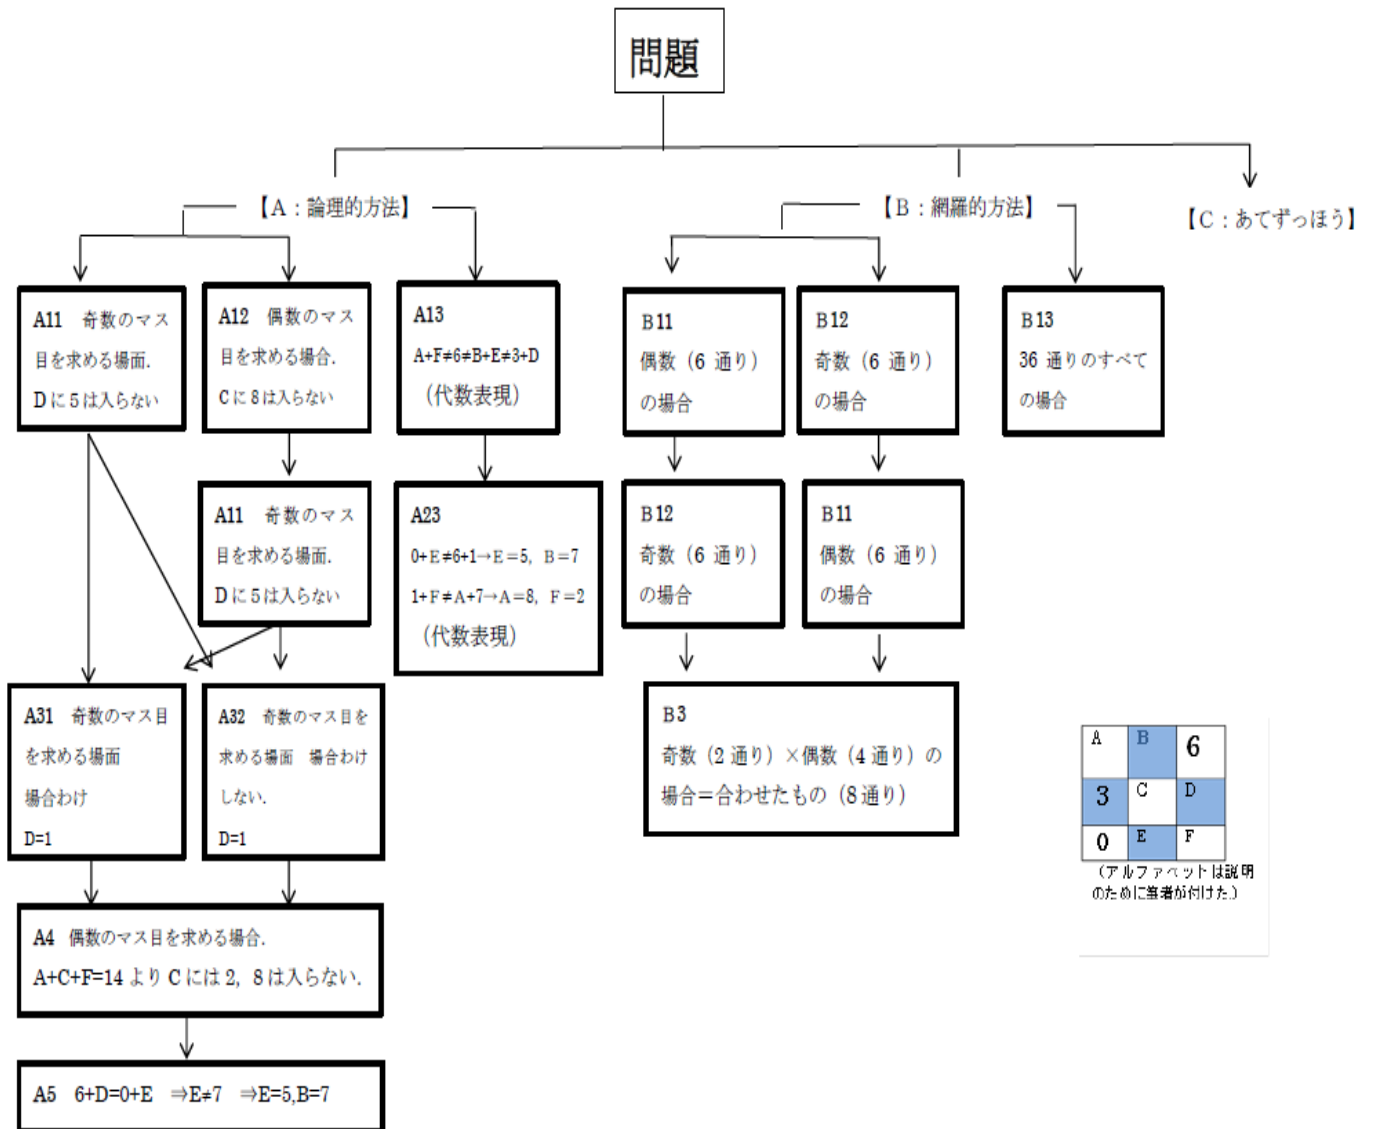 問題
【A：論理的方法】
【B：網羅的方法】
【C：あてずっほう】
A11　奇数のマス
目を求める場面.
Dに5は入らない
A12　偶数のマス
目を求める場合.
Cに8は入らない
A13
A+F≠6≠B+E≠3+D
（代数表現）
B11
偶数（6 通り）
の場合
B12
奇数（6 通り）
の場合
B13
36 通りのすべて
の場合
A11　奇数のマス
目を求める場面.
Dに5は入らない
A23
0+E≠6+1→E=5, B=7
1+F≠A+7→A=8, F=2
（代数表現）
B12
奇数（6 通り）
の場合
B11
偶数（6 通り）
の場合
A31　奇数のマス目
を求める場面
場合わけ
D=1
A32　奇数のマス目を
求める場面　場合わけ
しない.
D=1
B3
奇数（2 通り）×偶数（4 通り）の
場合=合わせたもの（8 通り）
A B 6
3 C D
0 E F
（アルファベットは説明
のために筆者が付けた.）
A4　偶数のマス目を求める場合.
A+C+F=14 より C には 2, 8 は入らない.
A5　6+D=0+E　⇒E≠7　⇒E=5,B=7